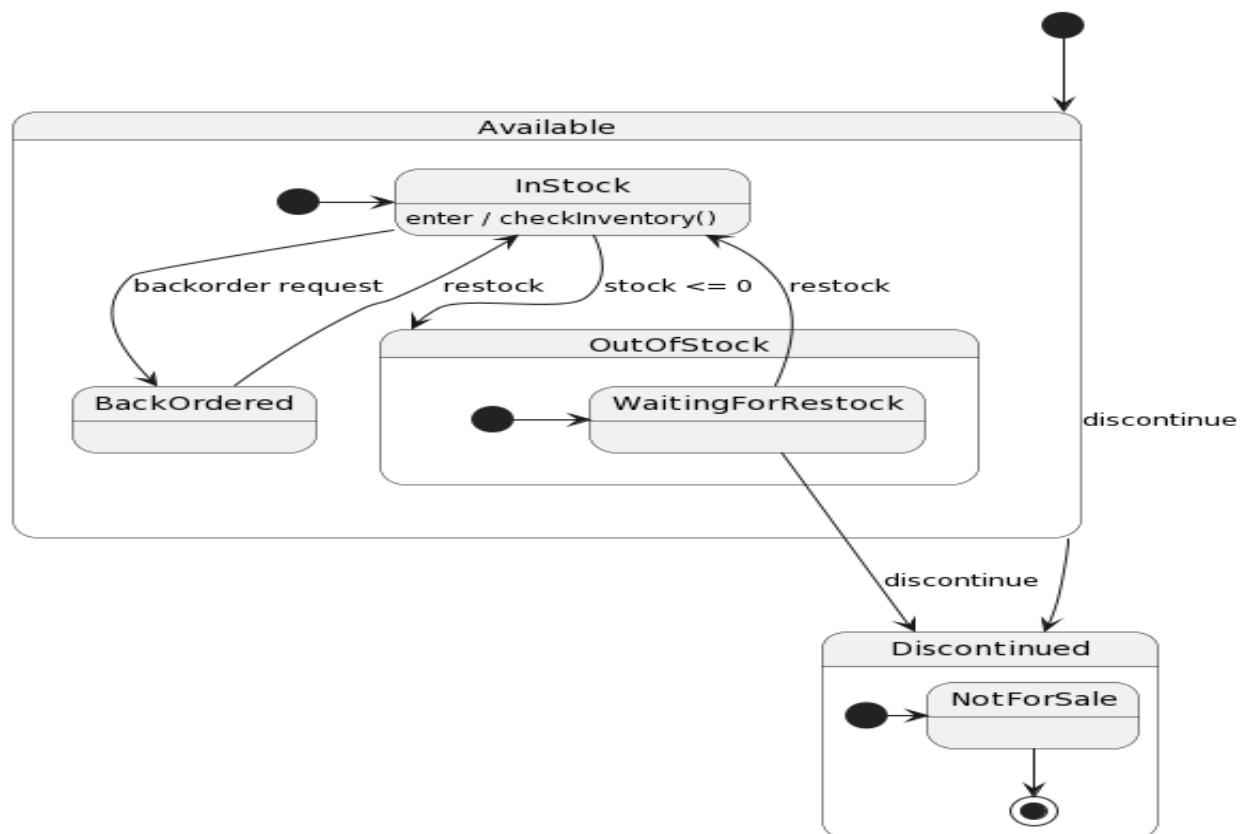 Available
InStock
enter / checkInventory()
backorder request
restock
stock <= 0
restock
OutOfStock
BackOrdered
WaitingForRestock
discontinue
discontinue
Discontinued
NotForSale